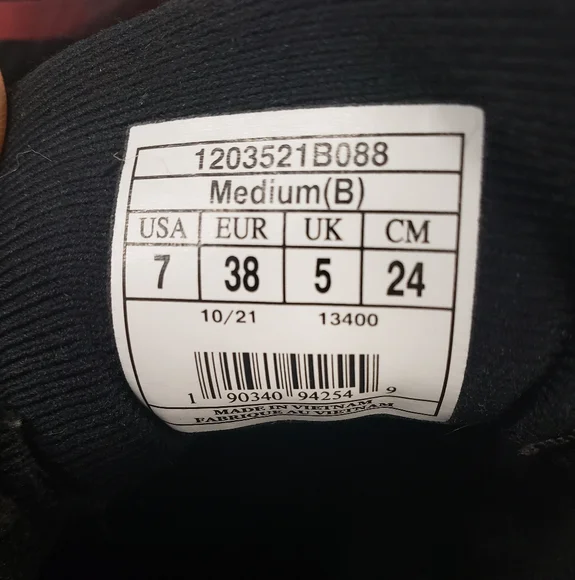 1203521B088
Medium(B)
USA EUR UK CM
7 38 5 24
10/21 13400
1 90340 94254 9
MADE IN VIETNAM
FABRIQUE AU VIETNAM